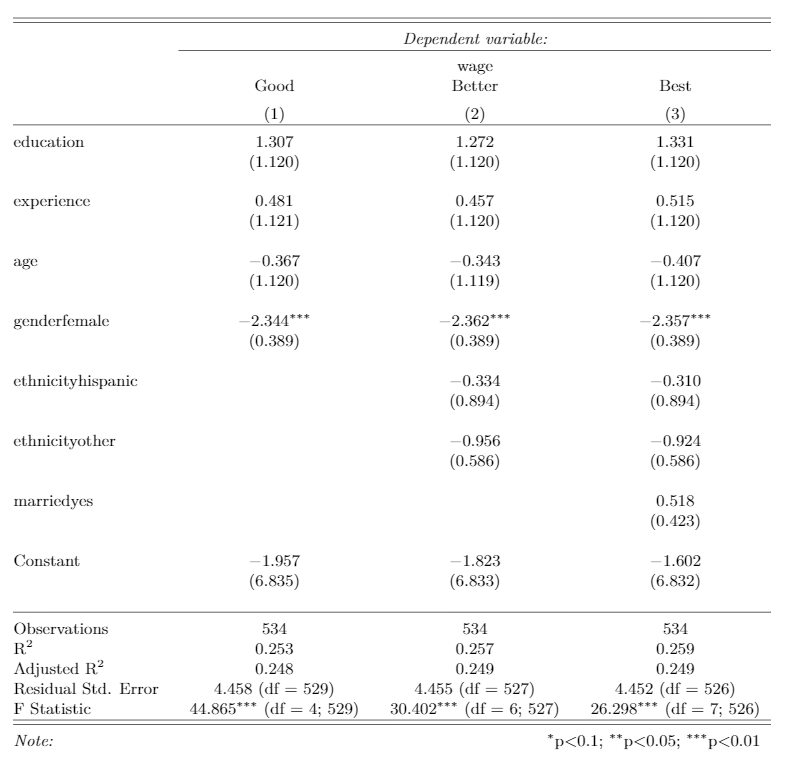 Dependent variable:
wage
Good Better Best
(1) (2) (3)
education 1.307 1.272 1.331
(1.120) (1.120) (1.120)
experience 0.481 0.457 0.515
(1.121) (1.120) (1.120)
age −0.367 −0.343 −0.407
(1.120) (1.119) (1.120)
genderfemale −2.344*** −2.362*** −2.357***
(0.389) (0.389) (0.389)
ethnicityhispanic −0.334 −0.310
(0.894) (0.894)
ethnicityother −0.956 −0.924
(0.586) (0.586)
marriedyes 0.518
(0.423)
Constant −1.957 −1.823 −1.602
(6.835) (6.833) (6.832)
Observations 534 534 534
R² 0.253 0.257 0.259
Adjusted R² 0.248 0.249 0.249
Residual Std. Error 4.458 (df = 529) 4.455 (df = 527) 4.452 (df = 526)
F Statistic 44.865*** (df = 4; 529) 30.402*** (df = 6; 527) 26.298*** (df = 7; 526)
Note: *p<0.1; **p<0.05; ***p<0.01